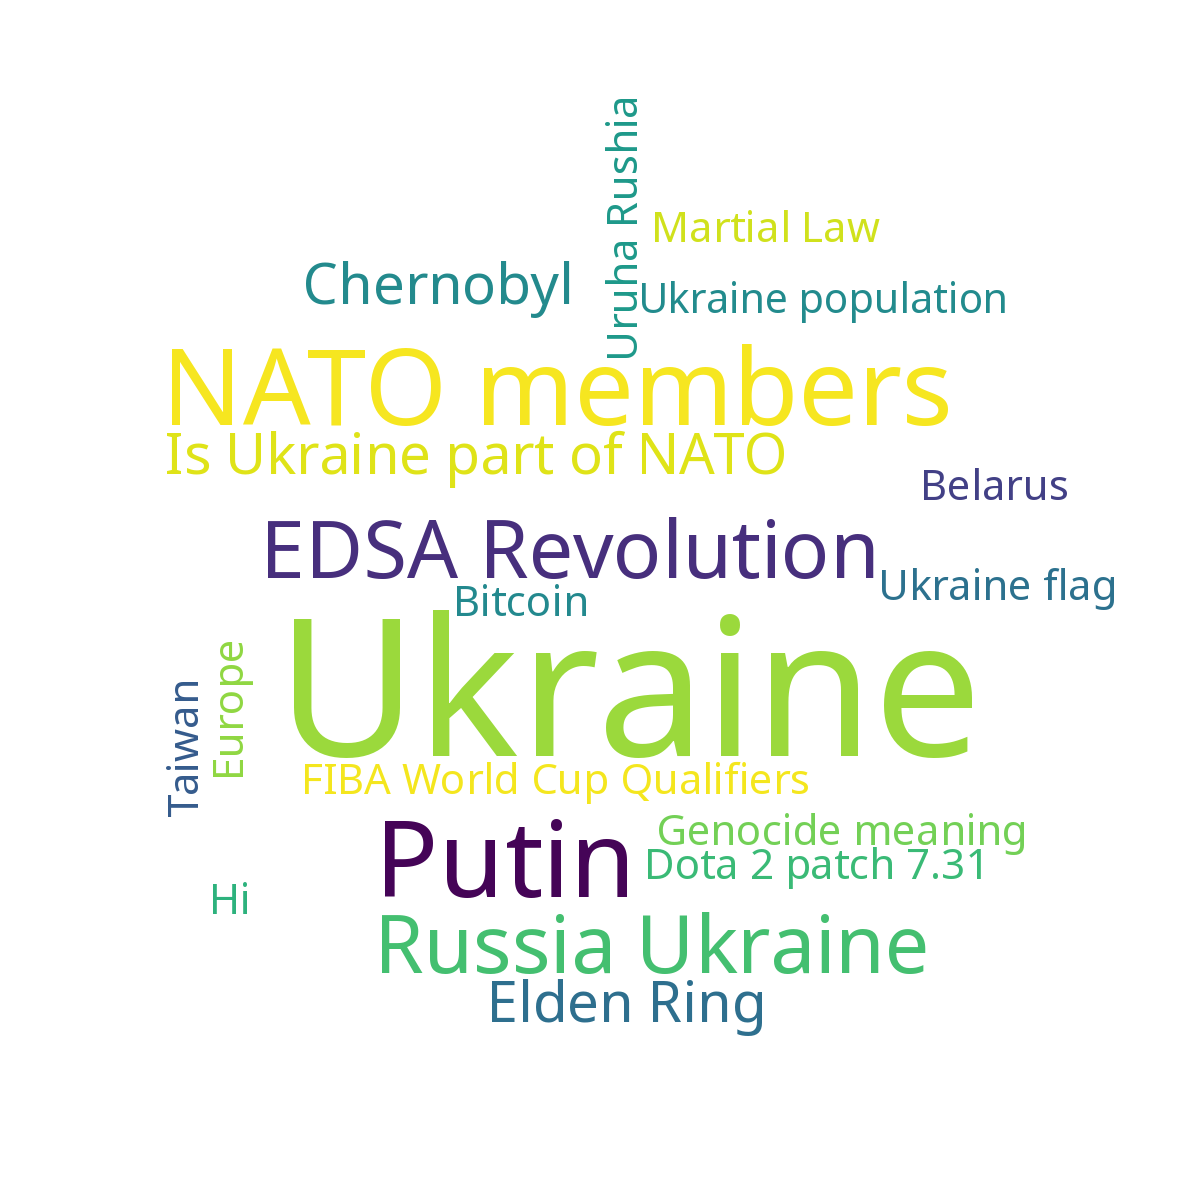 Uruha Rushia
Martial Law
Chernobyl
Ukraine population
NATO members
Is Ukraine part of NATO
Belarus
EDSA Revolution
Ukraine flag
Bitcoin
Ukraine
Europe
Taiwan
FIBA World Cup Qualifiers
Putin
Genocide meaning
Dota 2 patch 7.31
Hi
Russia Ukraine
Elden Ring